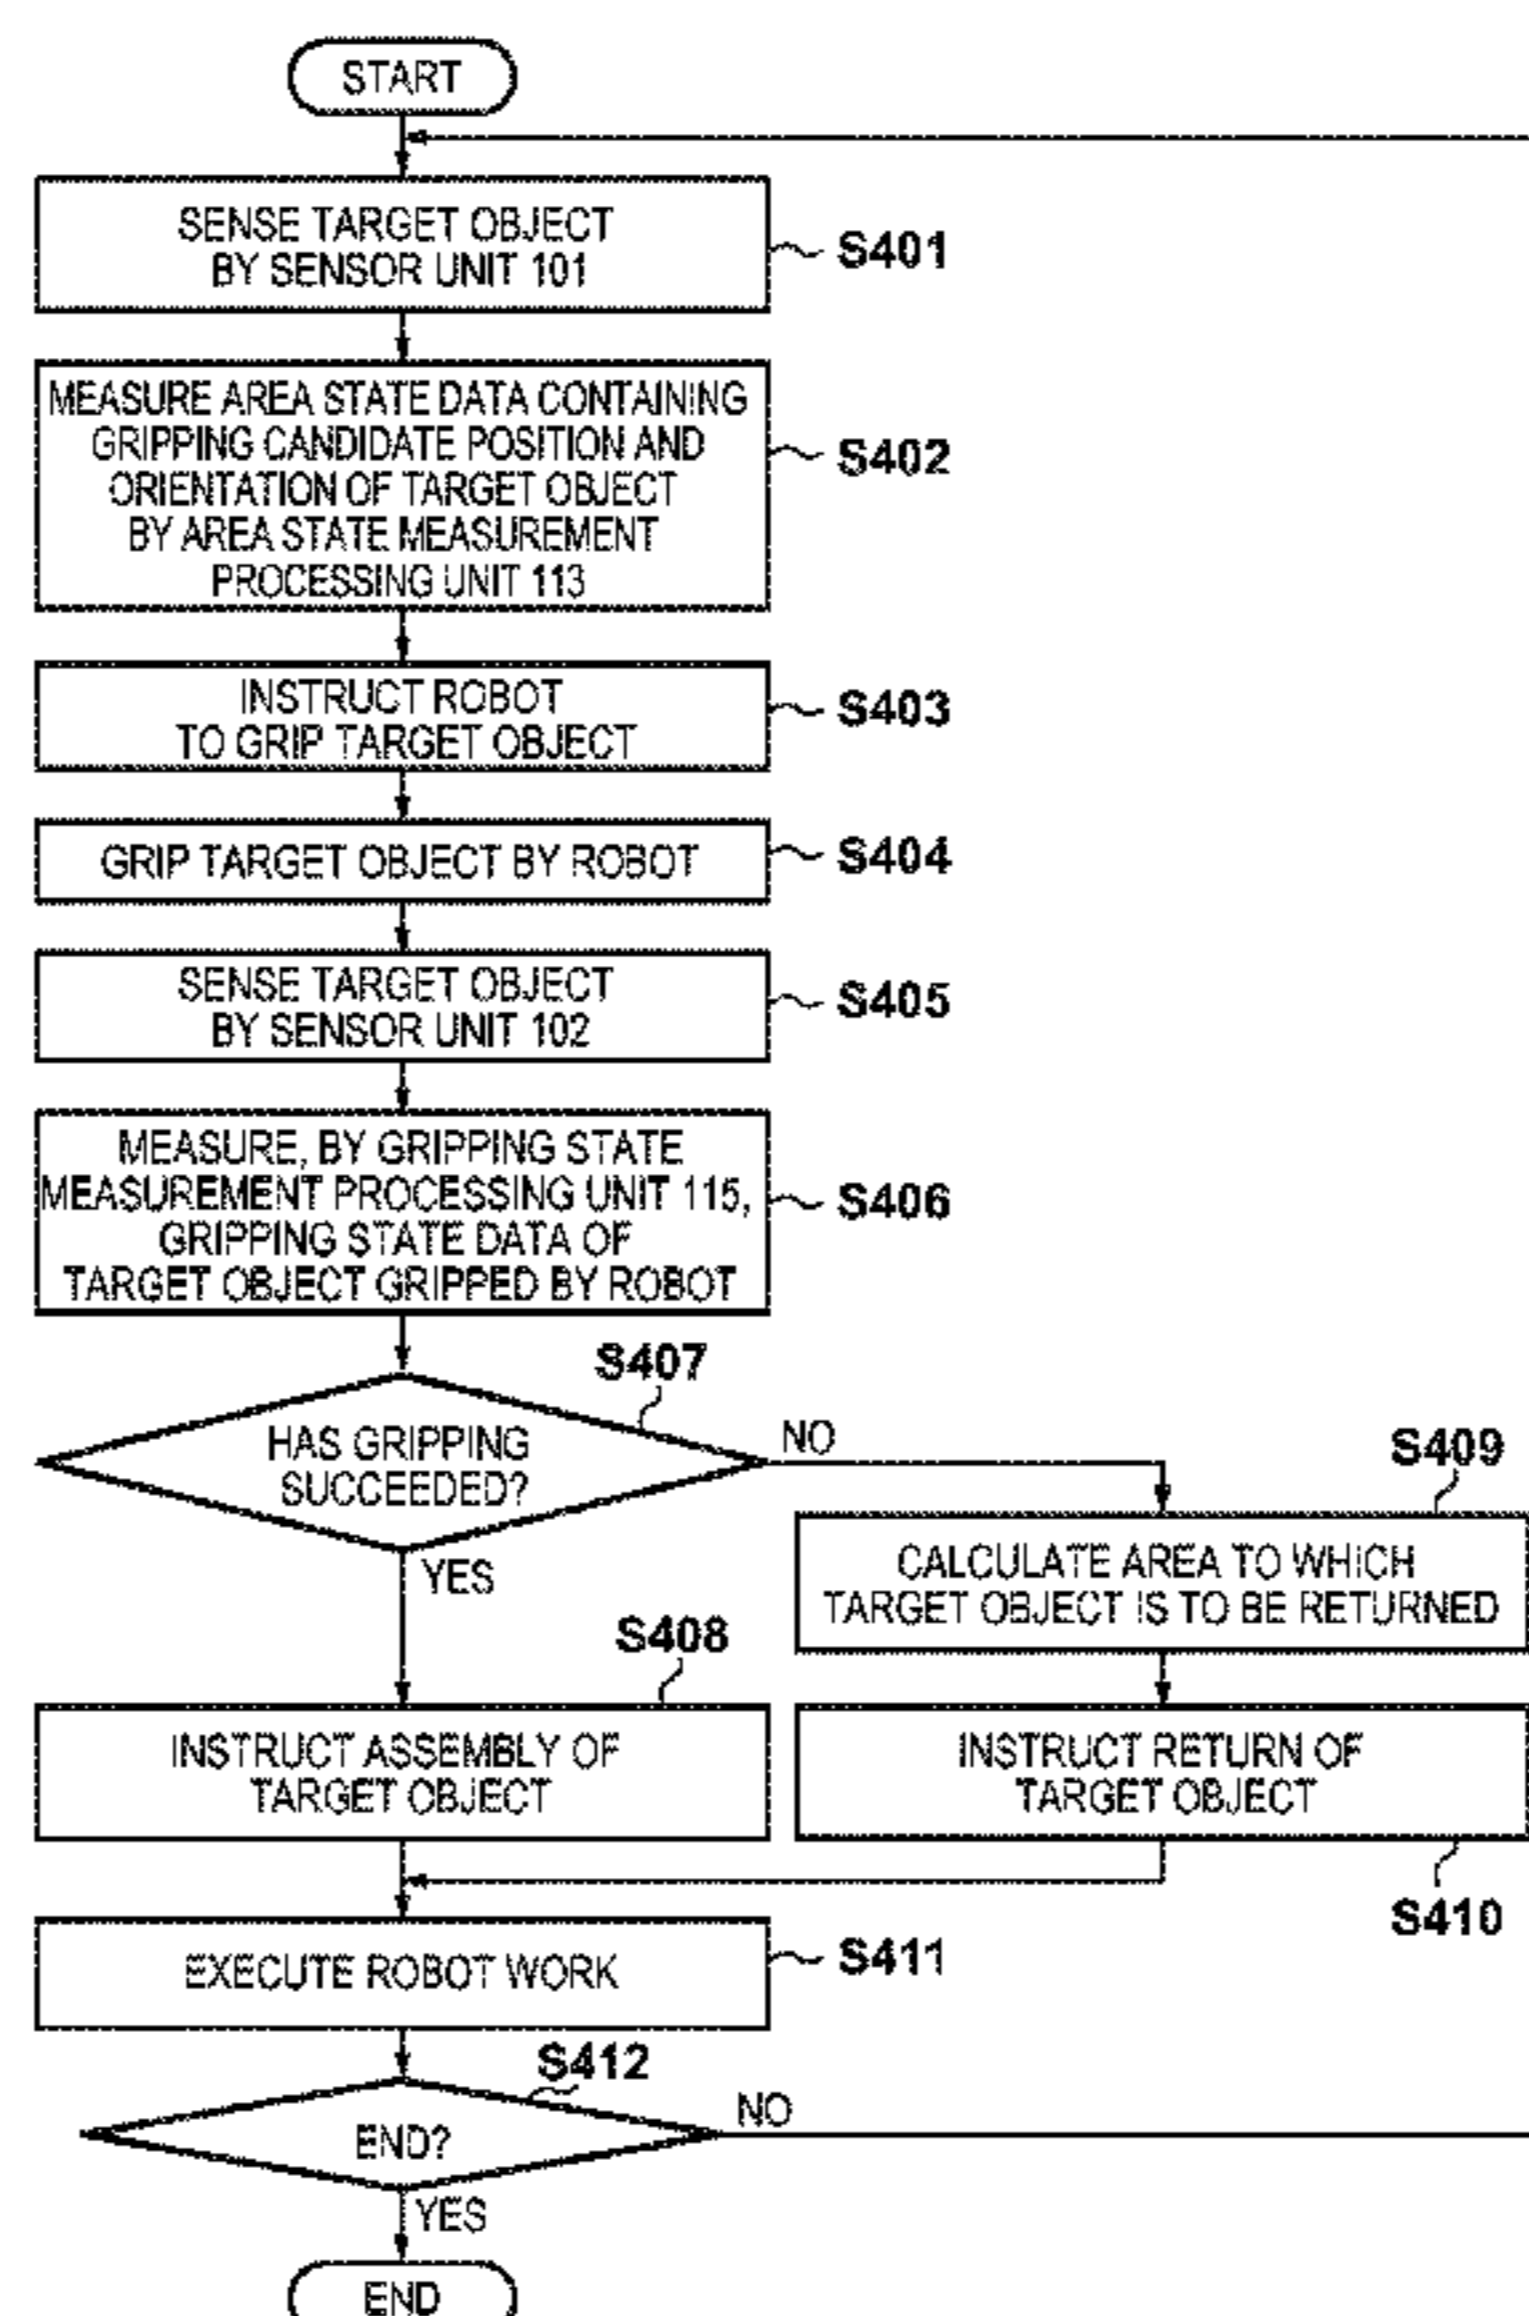 START
SENSE TARGET OBJECT
BY SENSOR UNIT 101
S401
MEASURE AREA STATE DATA CONTAINING
GRIPPING CANDIDATE POSITION AND
ORIENTATION OF TARGET OBJECT
BY AREA STATE MEASUREMENT
PROCESSING UNIT 113
S402
INSTRUCT ROBOT
TO GRIP TARGET OBJECT
S403
GRIP TARGET OBJECT BY ROBOT
S404
SENSE TARGET OBJECT
BY SENSOR UNIT 102
S405
MEASURE, BY GRIPPING STATE
MEASUREMENT PROCESSING UNIT 115,
GRIPPING STATE DATA OF
TARGET OBJECT GRIPPED BY ROBOT
S406
S407
HAS GRIPPING
SUCCEEDED?
NO
YES
S409
CALCULATE AREA TO WHICH
TARGET OBJECT IS TO BE RETURNED
S408
INSTRUCT ASSEMBLY OF
TARGET OBJECT
INSTRUCT RETURN OF
TARGET OBJECT
S410
EXECUTE ROBOT WORK
S411
S412
END?
NO
YES
END